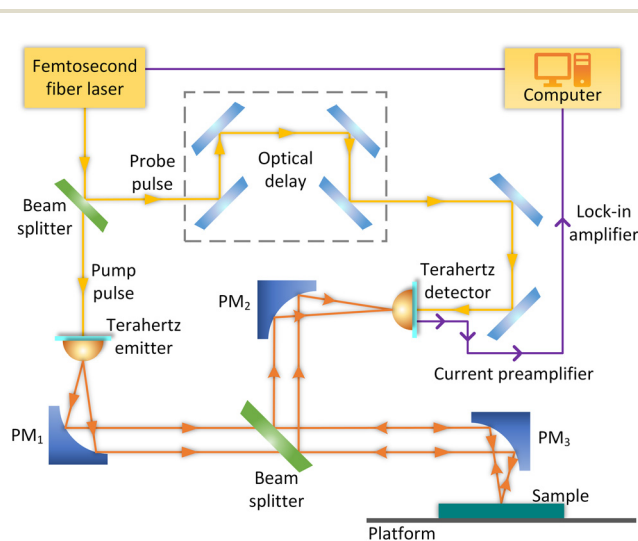 Femtosecond
fiber laser
Computer
Probe
pulse
Optical
delay
Beam
splitter
Lock-in
amplifier
Pump
pulse
Terahertz
detector
PM₂
Terahertz
emitter
Current preamplifier
PM₁
PM₃
Beam
splitter
Sample
Platform